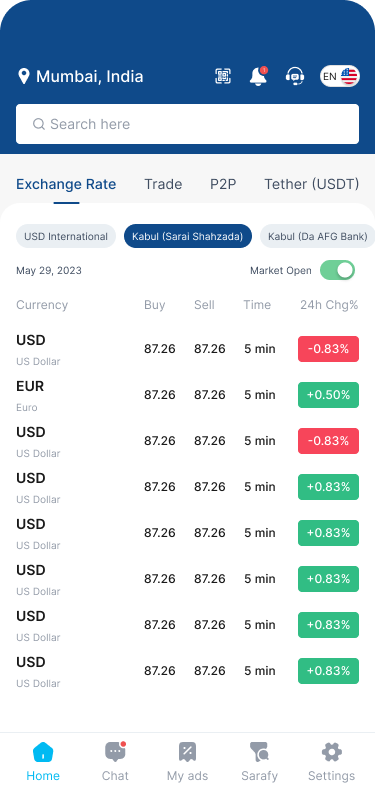 Mumbai, India
1
EN
Search here
Exchange Rate Trade P2P Tether (USDT)
USD International Kabul (Sarai Shahzada) Kabul (Da AFG Bank)
May 29, 2023 Market Open
Currency Buy Sell Time 24h Chg%
USD
US Dollar
87.26 87.26 5 min -0.83%
EUR
Euro
87.26 87.26 5 min +0.50%
USD
US Dollar
87.26 87.26 5 min -0.83%
USD
US Dollar
87.26 87.26 5 min +0.83%
USD
US Dollar
87.26 87.26 5 min +0.83%
USD
US Dollar
87.26 87.26 5 min +0.83%
USD
US Dollar
87.26 87.26 5 min +0.83%
USD
US Dollar
87.26 87.26 5 min +0.83%
Home Chat My ads Sarafy Settings